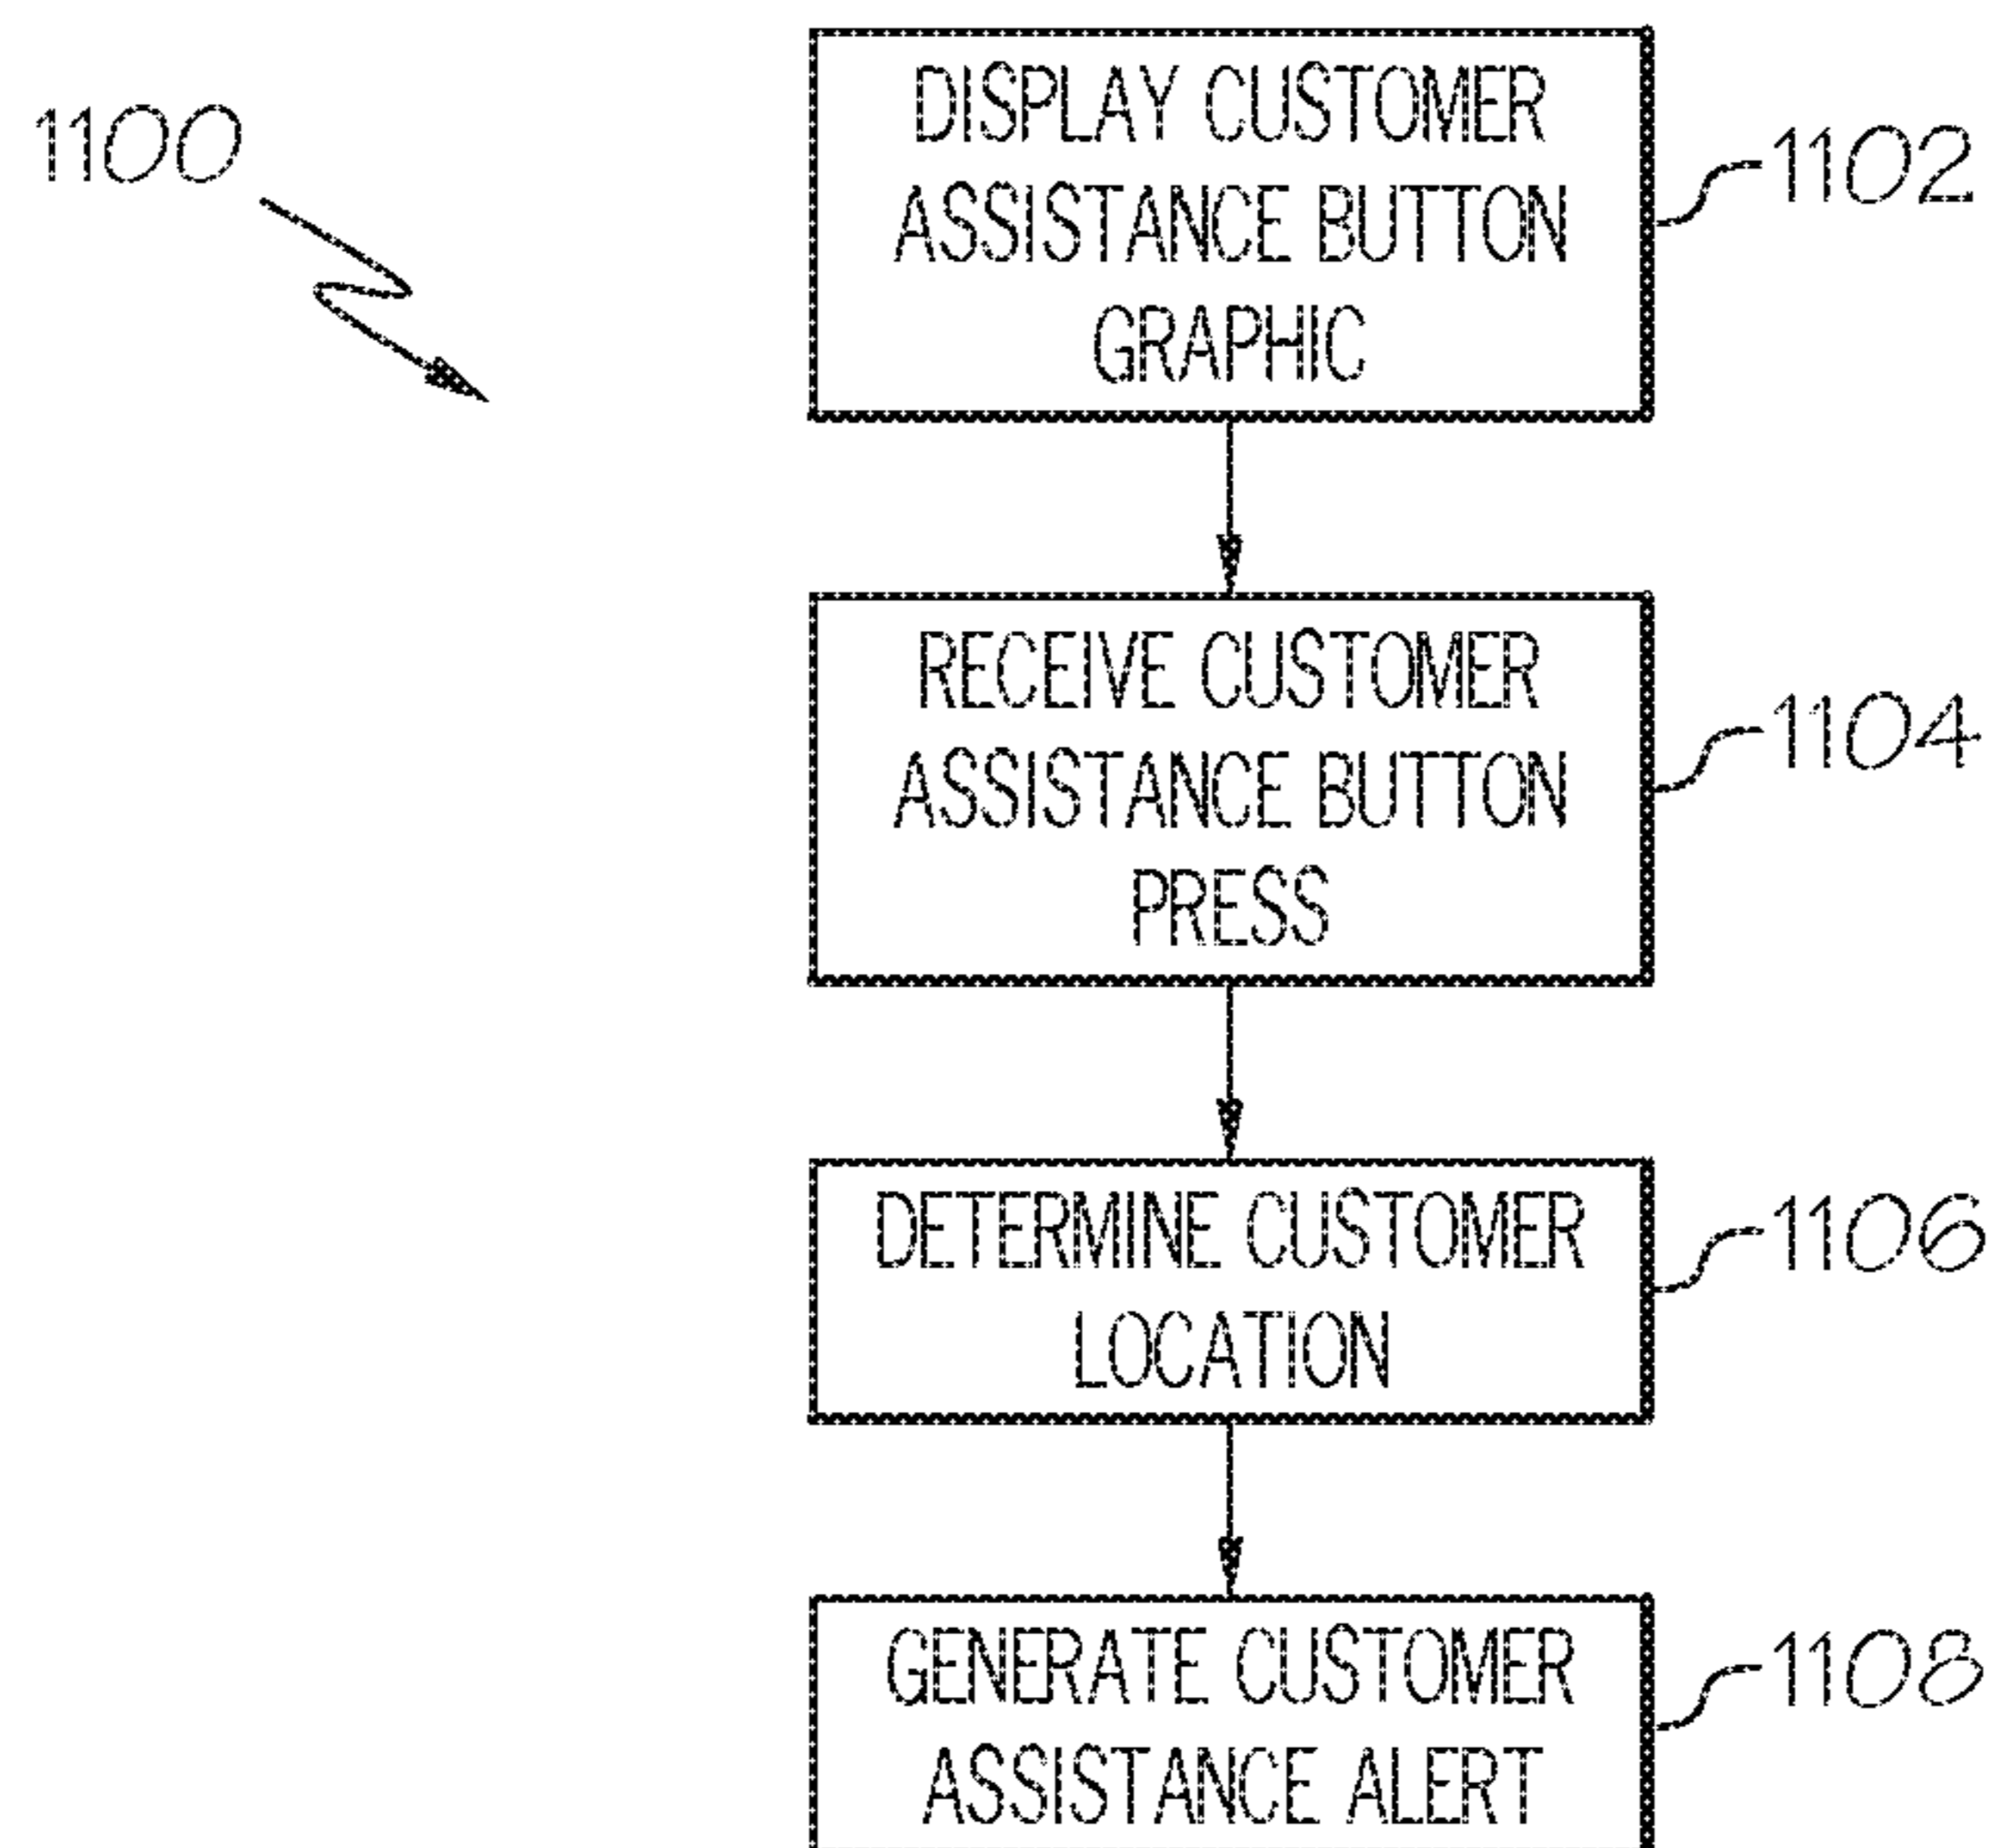 1100
DISPLAY CUSTOMER
ASSISTANCE BUTTON
GRAPHIC
1102
RECEIVE CUSTOMER
ASSISTANCE BUTTON
PRESS
1104
DETERMINE CUSTOMER
LOCATION
1106
GENERATE CUSTOMER
ASSISTANCE ALERT
1108